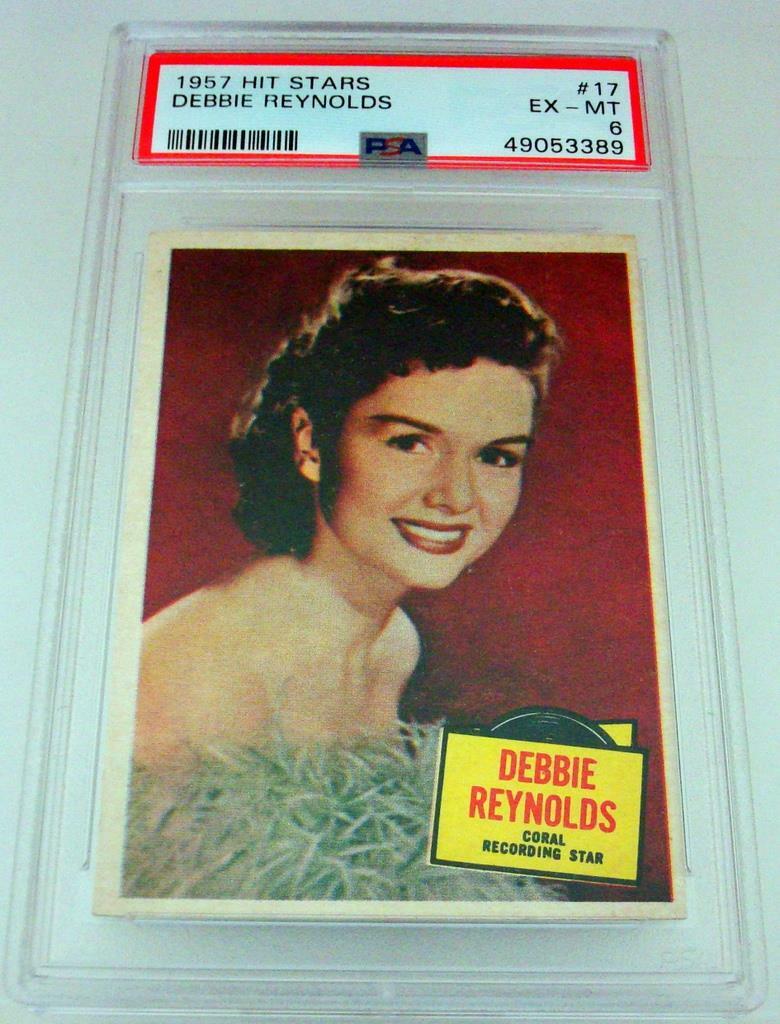 1957 HIT STARS #17
DEBBIE REYNOLDS EX - MT
6
PSA 49053389
DEBBIE
REYNOLDS
CORAL
RECORDING STAR